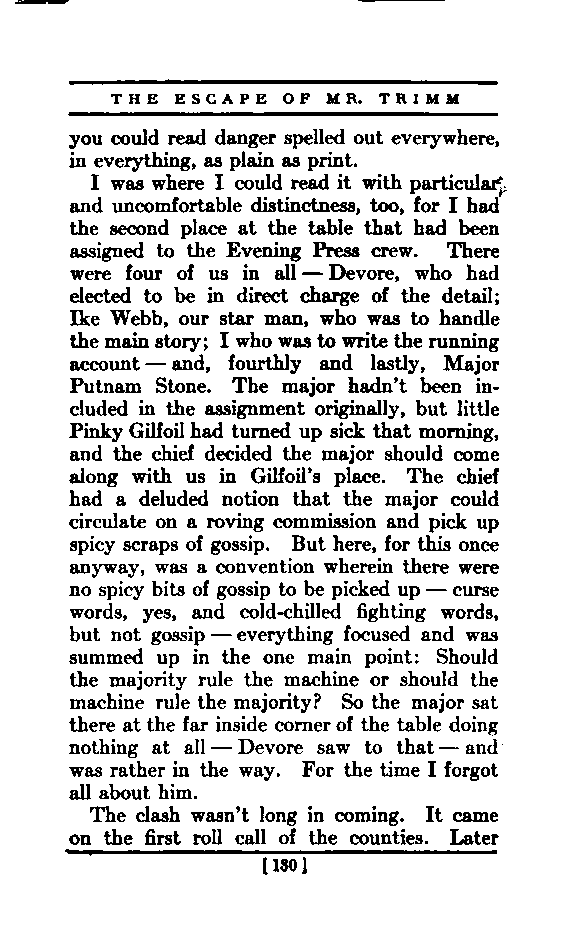 THE ESCAPE OF MR. TRIMM
you could read danger spelled out everywhere,
in everything, as plain as print.
I was where I could read it with particular
and uncomfortable distinctness, too, for I had
the second place at the table that had been
assigned to the Evening Press crew. There
were four of us in all — Devore, who had
elected to be in direct charge of the detail;
Ike Webb, our star man, who was to handle
the main story; I who was to write the running
account — and, fourthly and lastly, Major
Putnam Stone. The major hadn't been in-
cluded in the assignment originally, but little
Pinky Gilfoil had turned up sick that morning,
and the chief decided the major should come
along with us in Gilfoil's place. The chief
had a deluded notion that the major could
circulate on a roving commission and pick up
spicy scraps of gossip. But here, for this once
anyway, was a convention wherein there were
no spicy bits of gossip to be picked up — curse
words, yes, and cold-chilled fighting words,
but not gossip — everything focused and was
summed up in the one main point: Should
the majority rule the machine or should the
machine rule the majority? So the major sat
there at the far inside corner of the table doing
nothing at all — Devore saw to that — and
was rather in the way. For the time I forgot
all about him.
The clash wasn't long in coming. It came
on the first roll call of the counties. Later
[130]